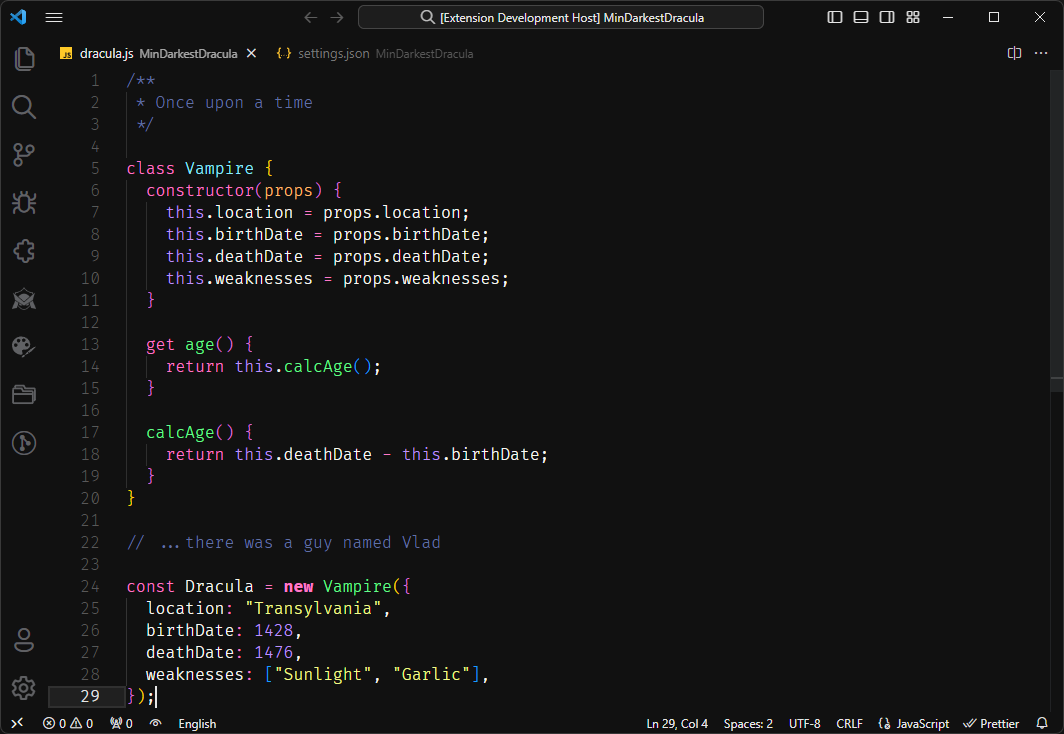 [Extension Development Host] MinDarkestDracula
JS dracula.js MinDarkestDracula
settings.json MinDarkestDracula
1 /**
2 * Once upon a time
3 */
4
5 class Vampire {
6 constructor(props) {
7 this.location = props.location;
8 this.birthDate = props.birthDate;
9 this.deathDate = props.deathDate;
10 this.weaknesses = props.weaknesses;
11 }
12
13 get age() {
14 return this.calcAge();
15 }
16
17 calcAge() {
18 return this.deathDate - this.birthDate;
19 }
20 }
21
22 // ...there was a guy named Vlad
23
24 const Dracula = new Vampire({
25 location: "Transylvania",
26 birthDate: 1428,
27 deathDate: 1476,
28 weaknesses: ["Sunlight", "Garlic"],
29 });
0 0 0 English Ln 29, Col 4 Spaces: 2 UTF-8 CRLF JavaScript Prettier